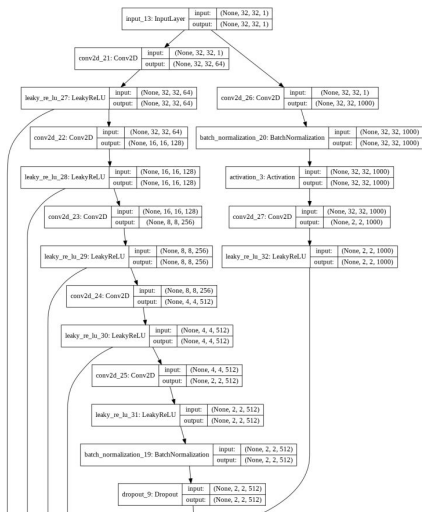 input_13: InputLayer
input: (None, 32, 32, 1)
output: (None, 32, 32, 1)
conv2d_21: Conv2D
input: (None, 32, 32, 1)
output: (None, 32, 32, 64)
leaky_re_lu_27: LeakyReLU
input: (None, 32, 32, 64)
output: (None, 32, 32, 64)
conv2d_26: Conv2D
input: (None, 32, 32, 1)
output: (None, 32, 32, 1000)
conv2d_22: Conv2D
input: (None, 32, 32, 64)
output: (None, 16, 16, 128)
batch_normalization_20: BatchNormalization
input: (None, 32, 32, 1000)
output: (None, 32, 32, 1000)
leaky_re_lu_28: LeakyReLU
input: (None, 16, 16, 128)
output: (None, 16, 16, 128)
activation_3: Activation
input: (None, 32, 32, 1000)
output: (None, 32, 32, 1000)
conv2d_23: Conv2D
input: (None, 16, 16, 128)
output: (None, 8, 8, 256)
conv2d_27: Conv2D
input: (None, 32, 32, 1000)
output: (None, 2, 2, 1000)
leaky_re_lu_29: LeakyReLU
input: (None, 8, 8, 256)
output: (None, 8, 8, 256)
leaky_re_lu_32: LeakyReLU
input: (None, 2, 2, 1000)
output: (None, 2, 2, 1000)
conv2d_24: Conv2D
input: (None, 8, 8, 256)
output: (None, 4, 4, 512)
leaky_re_lu_30: LeakyReLU
input: (None, 4, 4, 512)
output: (None, 4, 4, 512)
conv2d_25: Conv2D
input: (None, 4, 4, 512)
output: (None, 2, 2, 512)
leaky_re_lu_31: LeakyReLU
input: (None, 2, 2, 512)
output: (None, 2, 2, 512)
batch_normalization_19: BatchNormalization
input: (None, 2, 2, 512)
output: (None, 2, 2, 512)
dropout_9: Dropout
input: (None, 2, 2, 512)
output: (None, 2, 2, 512)